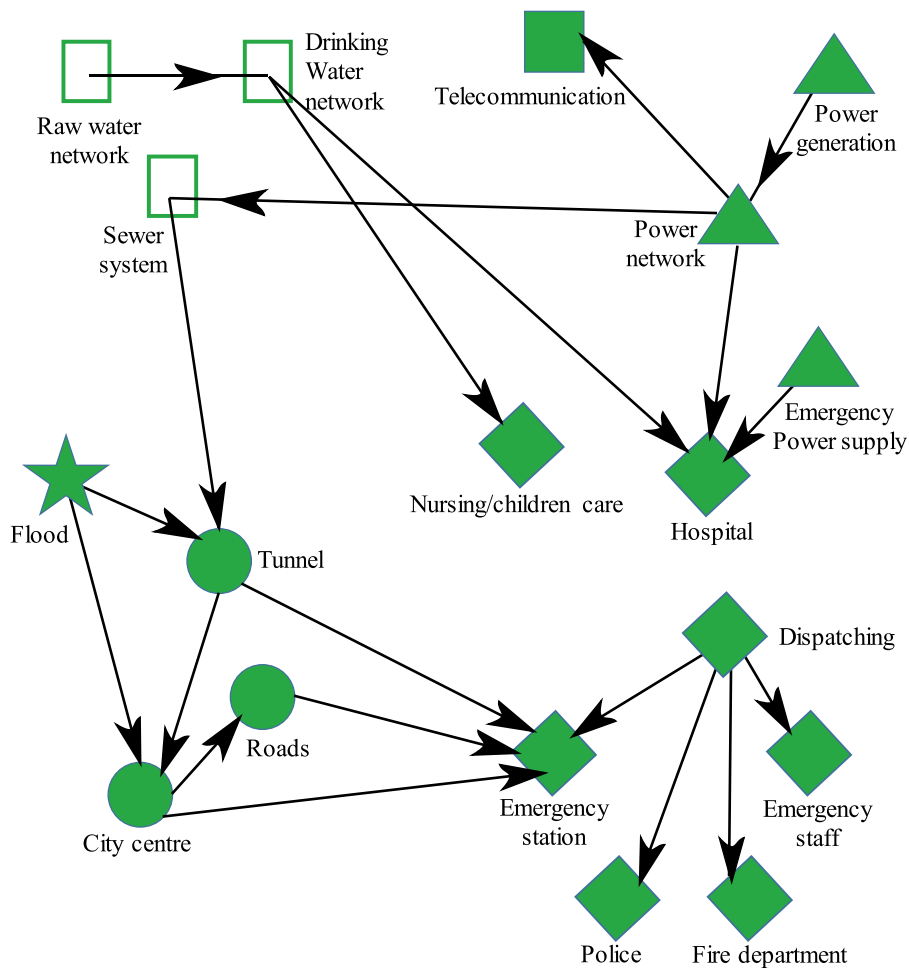 Drinking
Water
network
Telecommunication
Raw water
network
Power
generation
Sewer
system
Power
network
Emergency
Power supply
Nursing/children care
Hospital
Flood
Tunnel
Dispatching
Roads
Emergency
station
Emergency
staff
City centre
Police
Fire department